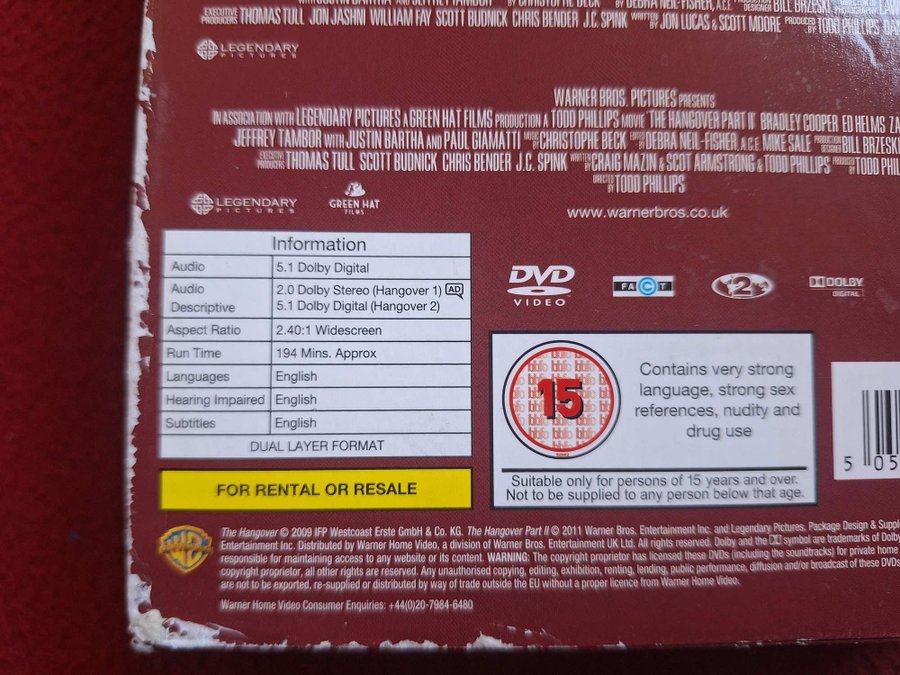 EXECUTIVE PRODUCERS THOMAS TULL JON JASHNI WILLIAM FAY SCOTT BUDNICK CHRIS BENDER J.C. SPINK WRITTEN BY JON LUCAS & SCOTT MOORE PRODUCED BY TODD PHILLIPS
LEGENDARY PICTURES
WARNER BROS. PICTURES PRESENTS
IN ASSOCIATION WITH LEGENDARY PICTURES A GREEN HAT FILMS PRODUCTION A TODD PHILLIPS MOVIE "THE HANGOVER PART II" BRADLEY COOPER ED HELMS
JEFFREY TAMBOR WITH JUSTIN BARTHA AND PAUL GIAMATTI MUSIC BY CHRISTOPHE BECK EDITED BY DEBRA NEIL-FISHER, A.C.E. MIKE SALE PRODUCTION DESIGNER BILL BRZESKI
EXECUTIVE PRODUCERS THOMAS TULL SCOTT BUDNICK CHRIS BENDER J.C. SPINK WRITTEN BY CRAIG MAZIN & SCOT ARMSTRONG & TODD PHILLIPS PRODUCED BY TODD
DIRECTED BY TODD PHILLIPS
LEGENDARY PICTURES
GREEN HAT FILMS
www.warnerbros.co.uk
Information
Audio 5.1 Dolby Digital
Audio Descriptive 2.0 Dolby Stereo (Hangover 1) AD
5.1 Dolby Digital (Hangover 2)
Aspect Ratio 2.40:1 Widescreen
Run Time 194 Mins. Approx
Languages English
Hearing Impaired English
Subtitles English
DUAL LAYER FORMAT
FOR RENTAL OR RESALE
DVD VIDEO
FACT
2
DOLBY DIGITAL
15
Contains very strong
language, strong sex
references, nudity and
drug use
Suitable only for persons of 15 years and over.
Not to be supplied to any person below that age.
5 05
WB
The Hangover © 2009 IFP Westcoast Erste GmbH & Co. KG. The Hangover Part II © 2011 Warner Bros. Entertainment Inc. and Legendary Pictures. Package Design &
Entertainment Inc. Distributed by Warner Home Video, a division of Warner Bros. Entertainment UK Ltd. All rights reserved. Dolby and the DD symbol are trademarks of
responsible for maintaining access to any website or its content. WARNING: The copyright proprietor has licensed these DVDs (including the soundtracks) for private home
copyright proprietor, all other rights are reserved. Any unauthorised copying, editing, exhibition, renting, lending, public performance, diffusion and/or broadcast of these DVDs
are not to be exported, re-supplied or distributed by way of trade outside the EU without a proper licence from Warner Home Video.
Warner Home Video Consumer Enquiries: +44(0)20-7984-6480